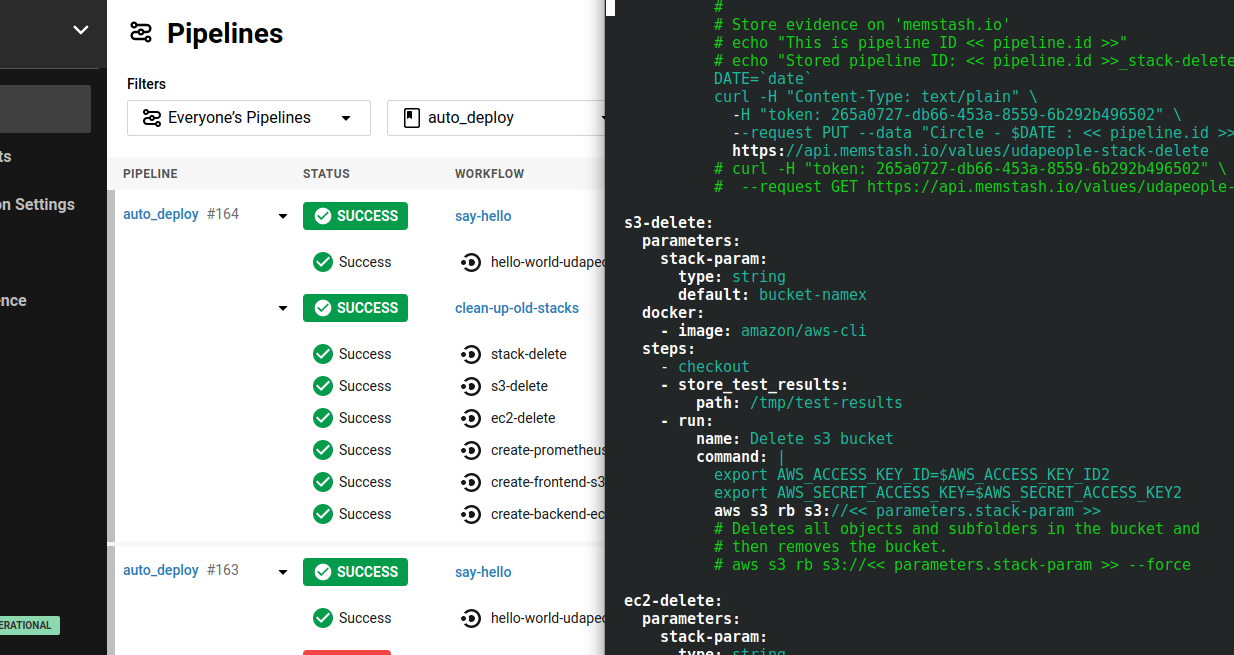 ts
on Settings
ence
ERATIONAL
Pipelines
Filters
Everyone's Pipelines
auto_deploy
PIPELINE STATUS WORKFLOW
auto_deploy #164 SUCCESS say-hello
Success hello-world-udapeo
SUCCESS clean-up-old-stacks
Success stack-delete
Success s3-delete
Success ec2-delete
Success create-prometheus
Success create-frontend-s3
Success create-backend-ec
auto_deploy #163 SUCCESS say-hello
Success hello-world-udapeo
#
# Store evidence on 'memstash.io'
# echo "This is pipeline ID << pipeline.id >>"
# echo "Stored pipeline ID: << pipeline.id >>_stack-delete
DATE=`date`
curl -H "Content-Type: text/plain" \
-H "token: 265a0727-db66-453a-8559-6b292b496502" \
--request PUT --data "Circle - $DATE : << pipeline.id >>
https://api.memstash.io/values/udapeople-stack-delete
# curl -H "token: 265a0727-db66-453a-8559-6b292b496502" \
#  --request GET https://api.memstash.io/values/udapeople-
s3-delete:
parameters:
stack-param:
type: string
default: bucket-namex
docker:
- image: amazon/aws-cli
steps:
- checkout
- store_test_results:
path: /tmp/test-results
- run:
name: Delete s3 bucket
command: |
export AWS_ACCESS_KEY_ID=$AWS_ACCESS_KEY_ID2
export AWS_SECRET_ACCESS_KEY=$AWS_SECRET_ACCESS_KEY2
aws s3 rb s3://<< parameters.stack-param >>
# Deletes all objects and subfolders in the bucket and
# then removes the bucket.
# aws s3 rb s3://<< parameters.stack-param >> --force
ec2-delete:
parameters:
stack-param:
type: string